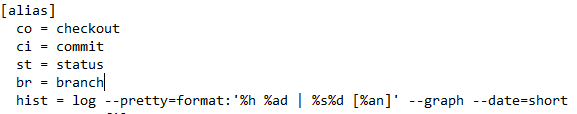 [alias]
co = checkout
ci = commit
st = status
br = branch
hist = log --pretty=format:'%h %ad | %s%d [%an]' --graph --date=short